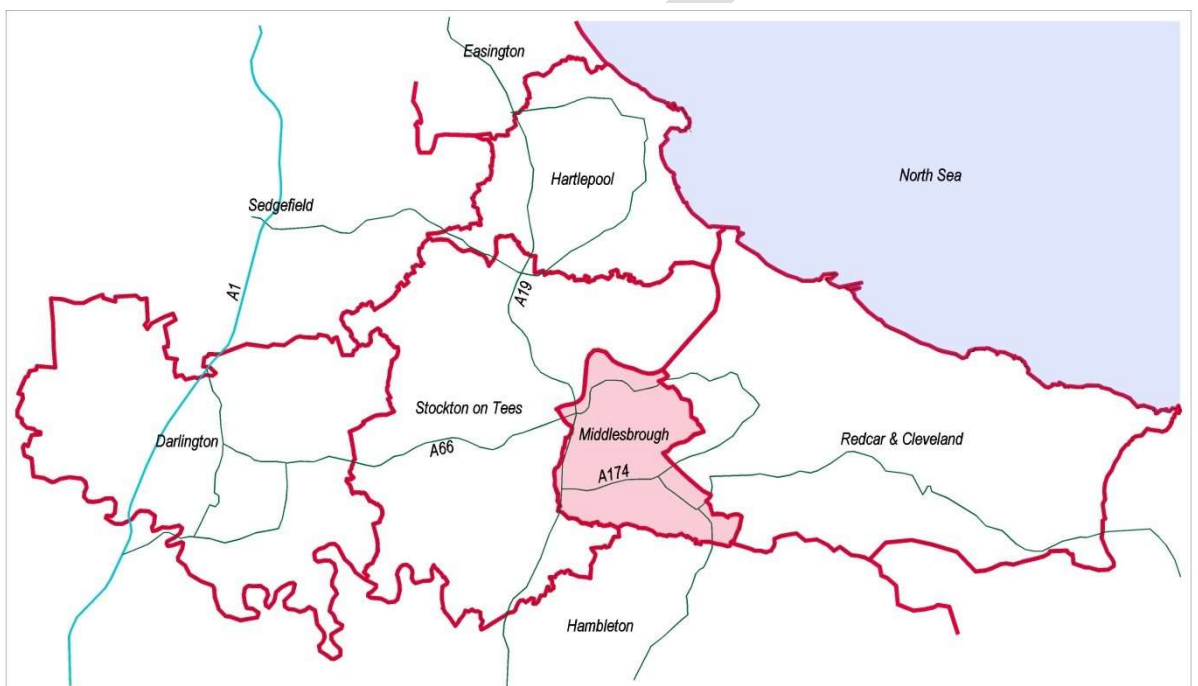 Easington
North Sea
Hartlepool
Sedgefield
A1
A19
Stockton on Tees
Middlesbrough
Redcar & Cleveland
Darlington
A66
A174
Hambleton